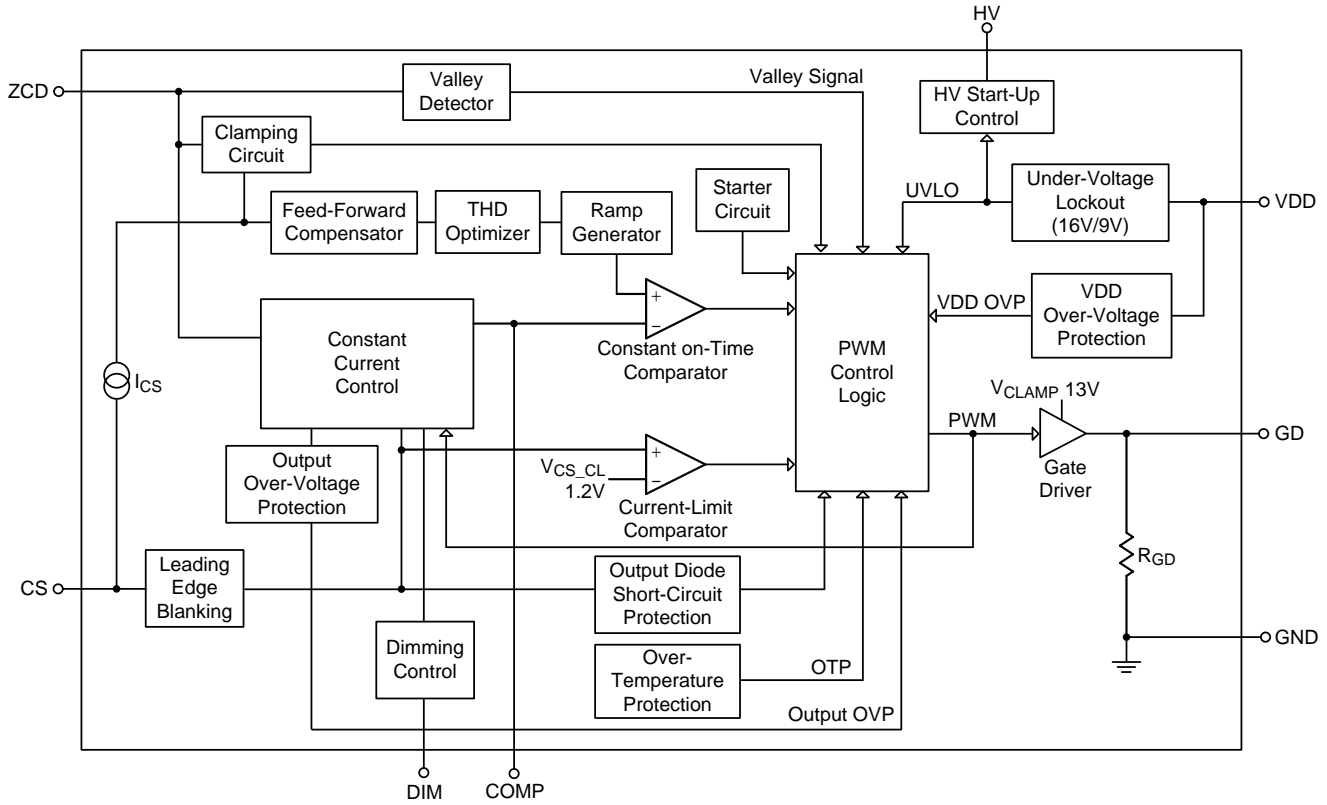 HV
ZCD
Valley
Detector
Valley Signal
HV Start-Up
Control
Clamping
Circuit
Starter
Circuit
UVLO
Under-Voltage
Lockout
(16V/9V)
VDD
Feed-Forward
Compensator
THD
Optimizer
Ramp
Generator
VDD OVP
VDD
Over-Voltage
Protection
Constant
Current
Control
+
−
Constant on-Time
Comparator
PWM
Control
Logic
ICS
VCLAMP 13V
PWM
GD
Gate
Driver
Output
Over-Voltage
Protection
VCS_CL
1.2V
+
−
Current-Limit
Comparator
RGD
CS
Leading
Edge
Blanking
Output Diode
Short-Circuit
Protection
GND
Dimming
Control
Over-
Temperature
Protection
OTP
Output OVP
DIM
COMP